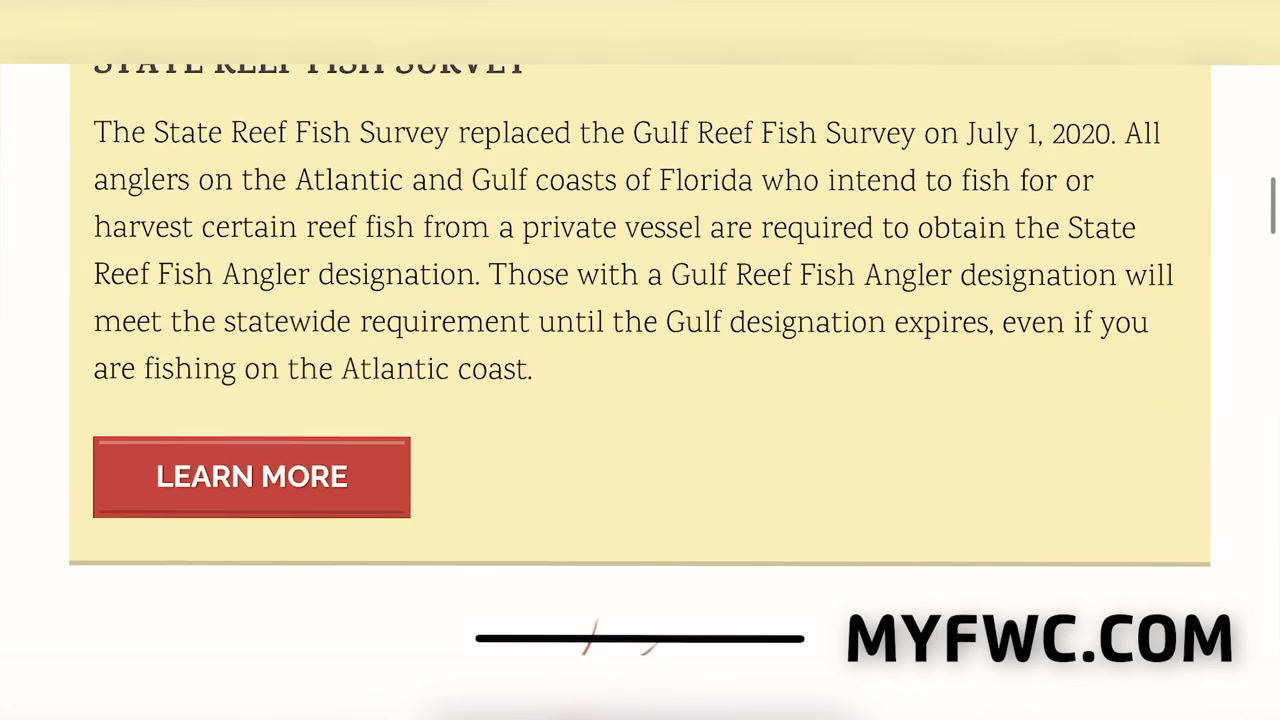 STATE REEF FISH SURVEY
The State Reef Fish Survey replaced the Gulf Reef Fish Survey on July 1, 2020. All
anglers on the Atlantic and Gulf coasts of Florida who intend to fish for or
harvest certain reef fish from a private vessel are required to obtain the State
Reef Fish Angler designation. Those with a Gulf Reef Fish Angler designation will
meet the statewide requirement until the Gulf designation expires, even if you
are fishing on the Atlantic coast.
LEARN MORE
MYFWC.COM